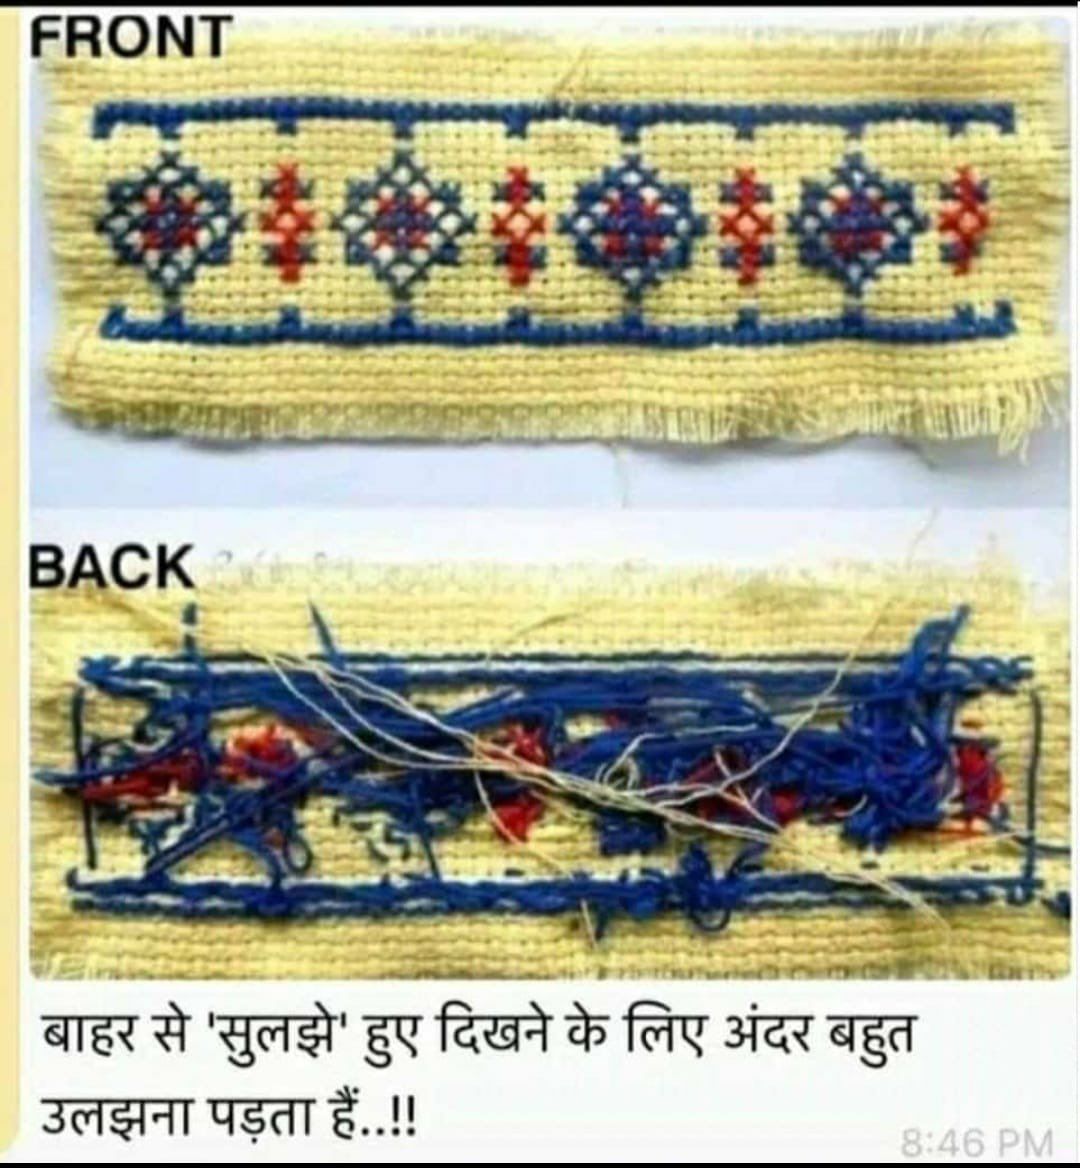 FRONT
BACK
बाहर से 'सुलझे' हुए दिखने के लिए अंदर बहुत
उलझना पड़ता हैं..!!
8:46 PM